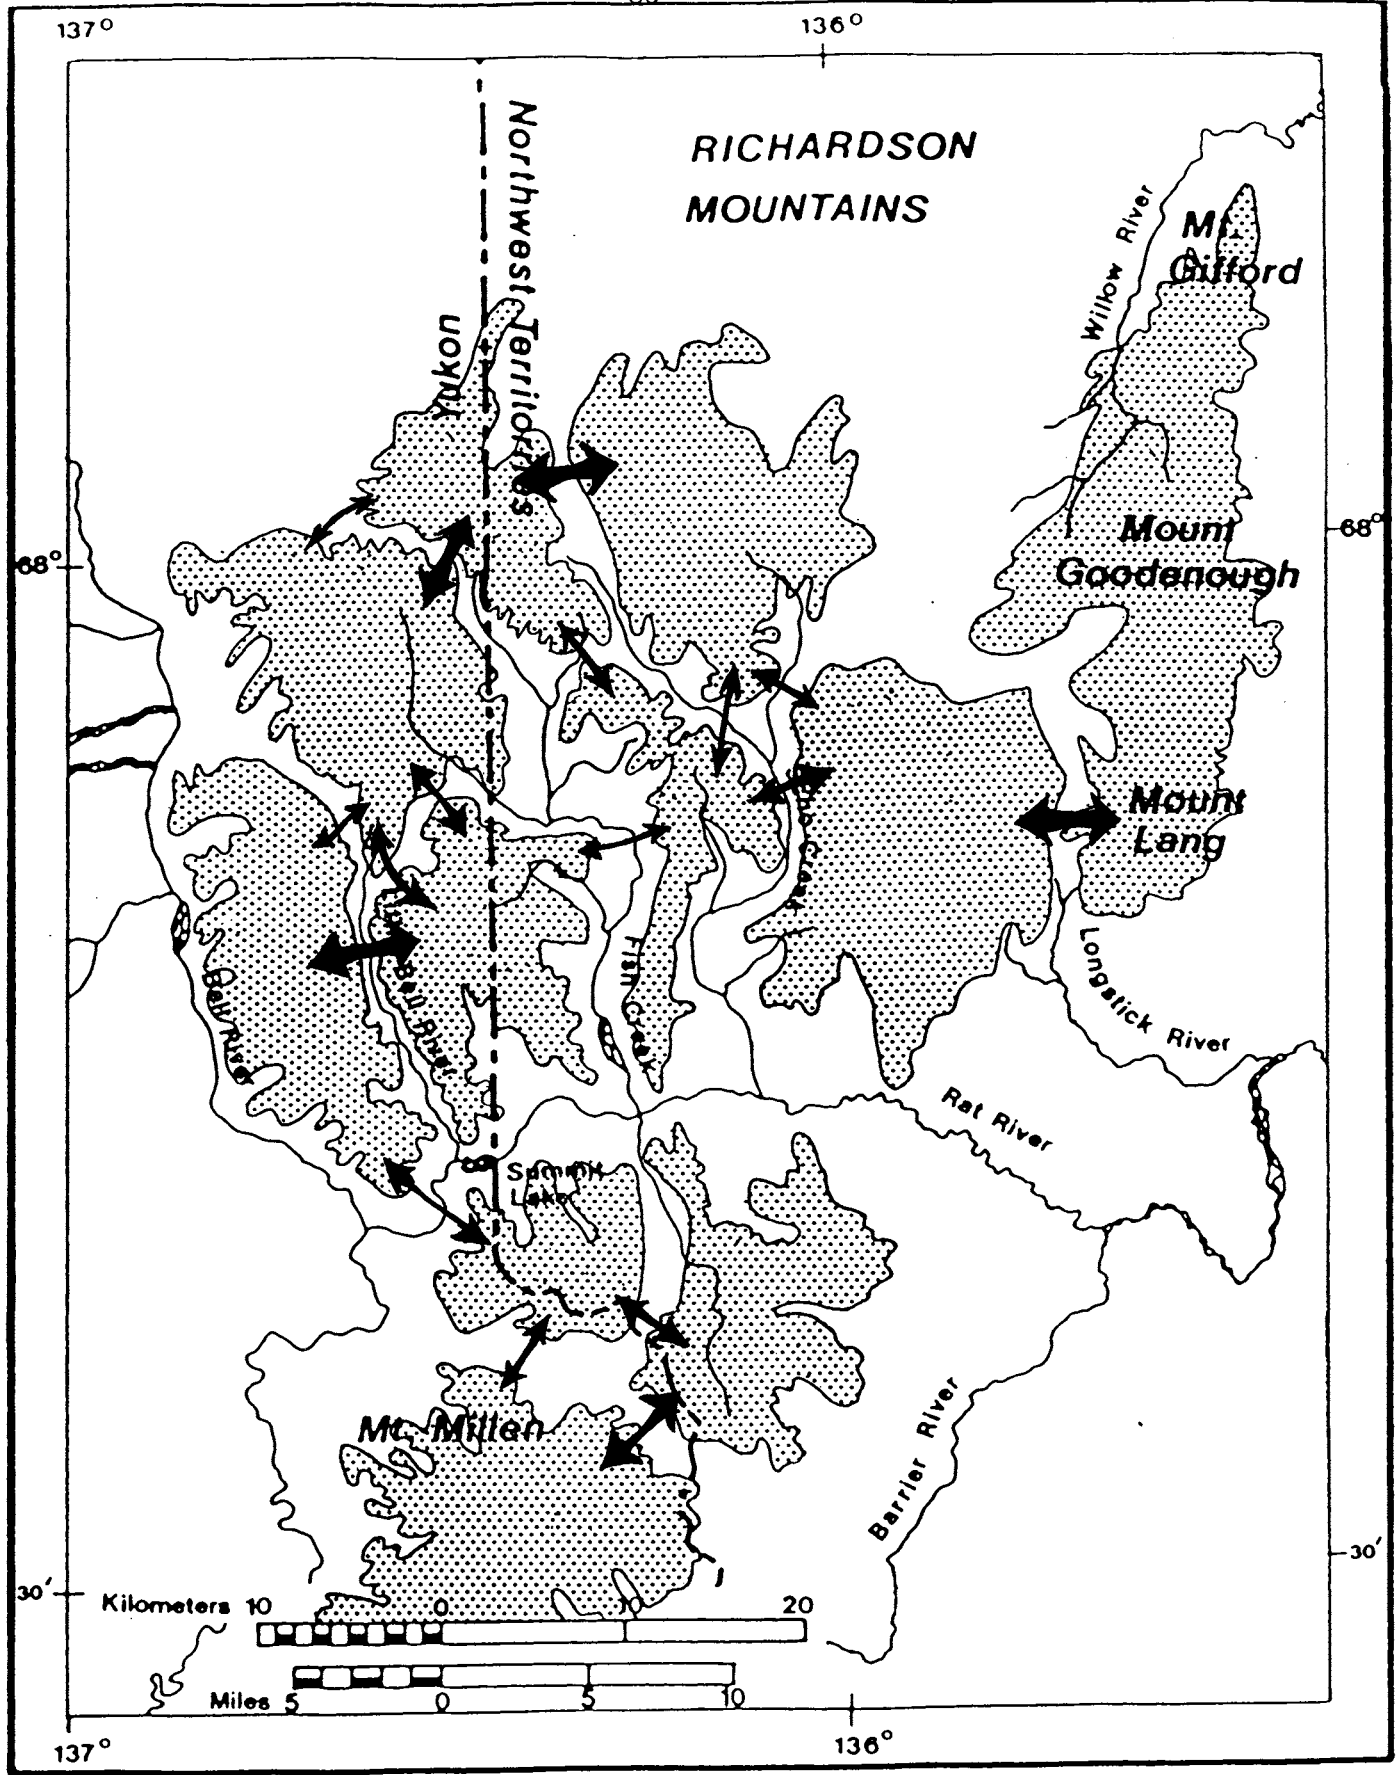 137°
136°
RICHARDSON
MOUNTAINS
Northwest Territories
Yukon
Willow River
Mt.
Gifford
68°
68°
Mount
Goodenough
Mount
Lang
Creek
Bell River
Bell River
Fish Creek
Longstick River
Rat River
Summit
Lake
Mt. Millen
Barrier River
30'
30'
Kilometers 10 0 10 20
Miles 5 0 5 10
137°
136°